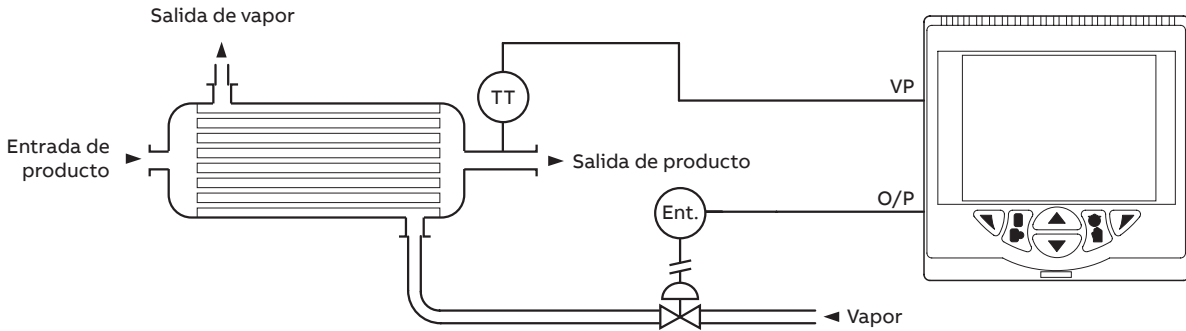 Salida de vapor
TT
VP
Entrada de
producto
Salida de producto
Ent.
O/P
Vapor